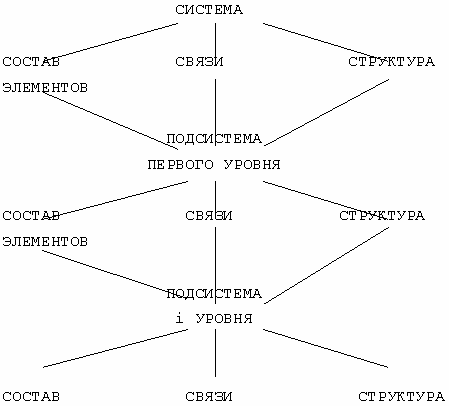 СИСТЕМА
СОСТАВ СВЯЗИ СТРУКТУРА
ЭЛЕМЕНТОВ
ПОДСИСТЕМА
ПЕРВОГО УРОВНЯ
СОСТАВ СВЯЗИ СТРУКТУРА
ЭЛЕМЕНТОВ
ПОДСИСТЕМА
i УРОВНЯ
СОСТАВ СВЯЗИ СТРУКТУРА